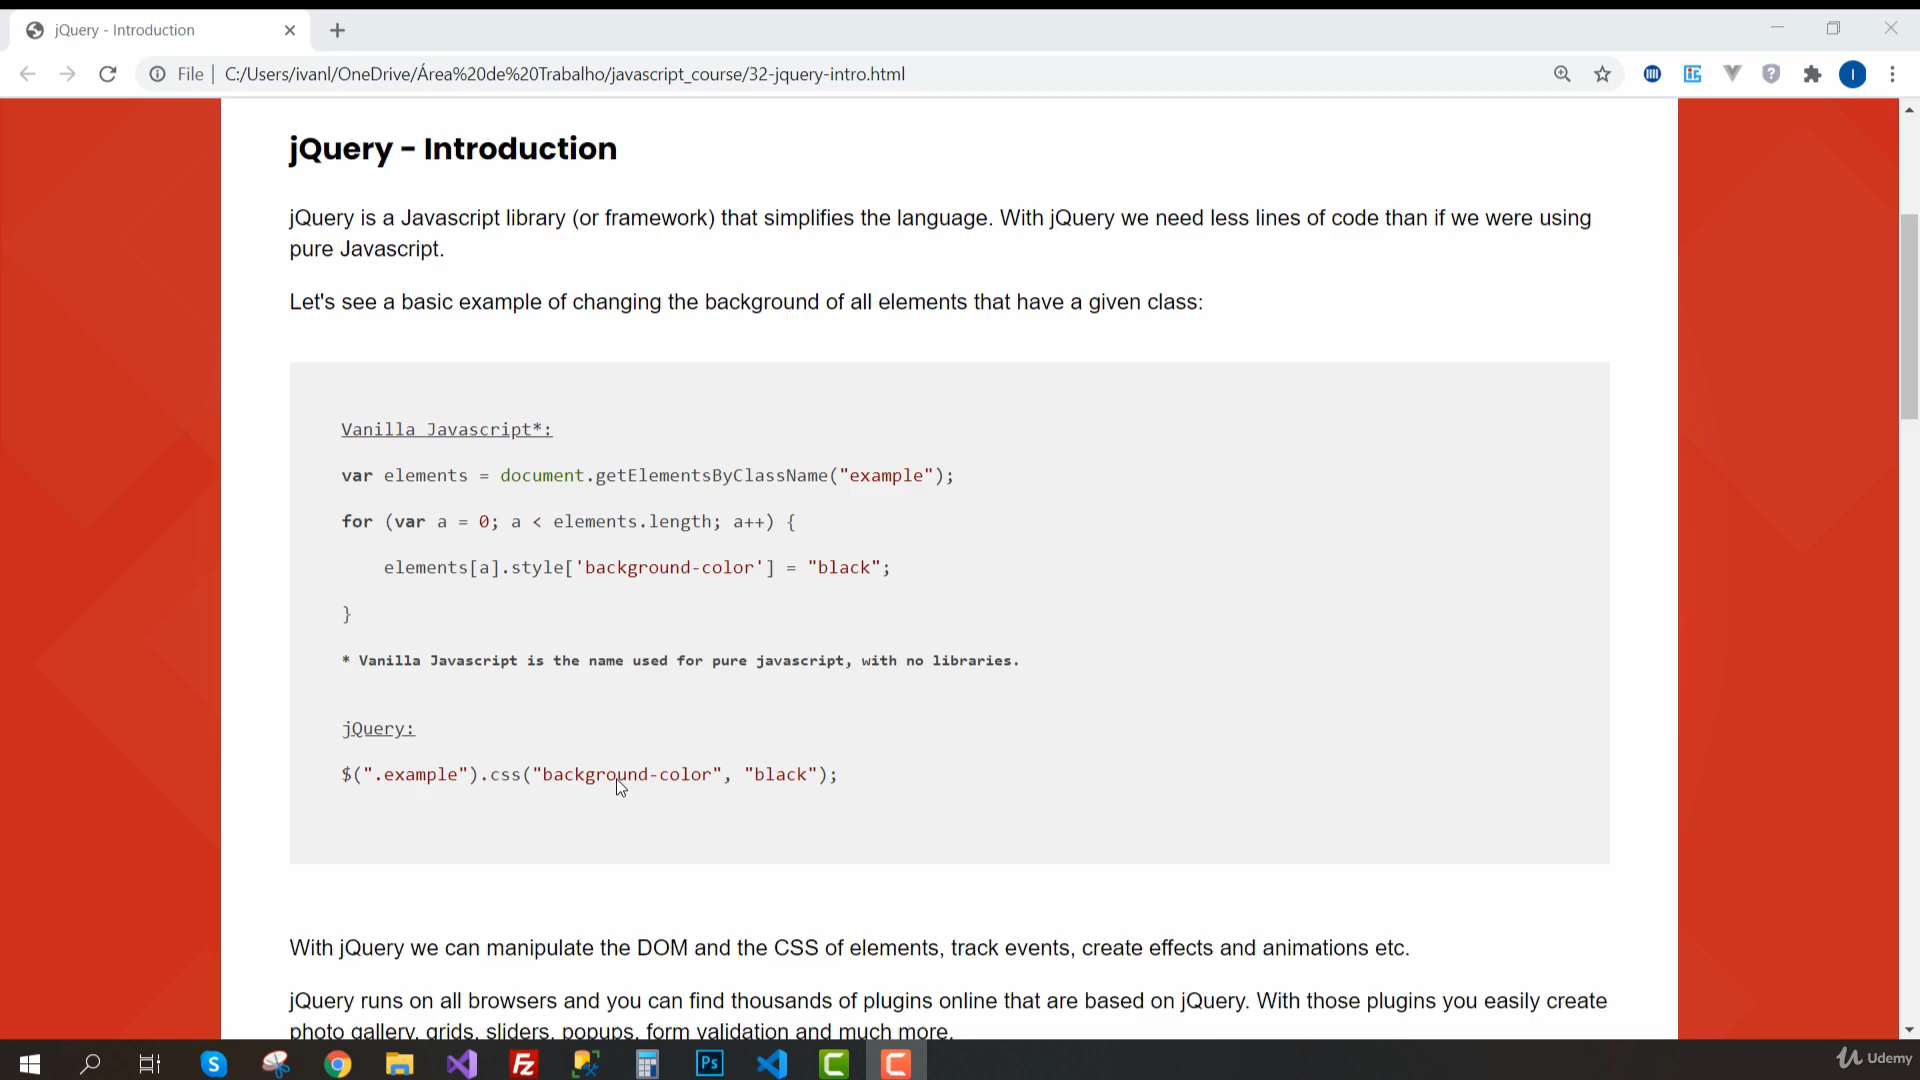 jQuery - Introduction
File | C:/Users/ivanl/OneDrive/Área%20de%20Trabalho/javascript_course/32-jquery-intro.html
I
jQuery - Introduction
jQuery is a Javascript library (or framework) that simplifies the language. With jQuery we need less lines of code than if we were using
pure Javascript.
Let's see a basic example of changing the background of all elements that have a given class:
Vanilla Javascript*:
var elements = document.getElementsByClassName("example");
for (var a = 0; a < elements.length; a++) {
elements[a].style['background-color'] = "black";
}
* Vanilla Javascript is the name used for pure javascript, with no libraries.
jQuery:
$(".example").css("background-color", "black");
With jQuery we can manipulate the DOM and the CSS of elements, track events, create effects and animations etc.
jQuery runs on all browsers and you can find thousands of plugins online that are based on jQuery. With those plugins you easily create
photo gallery, grids, sliders, popups, form validation and much more.
Udemy